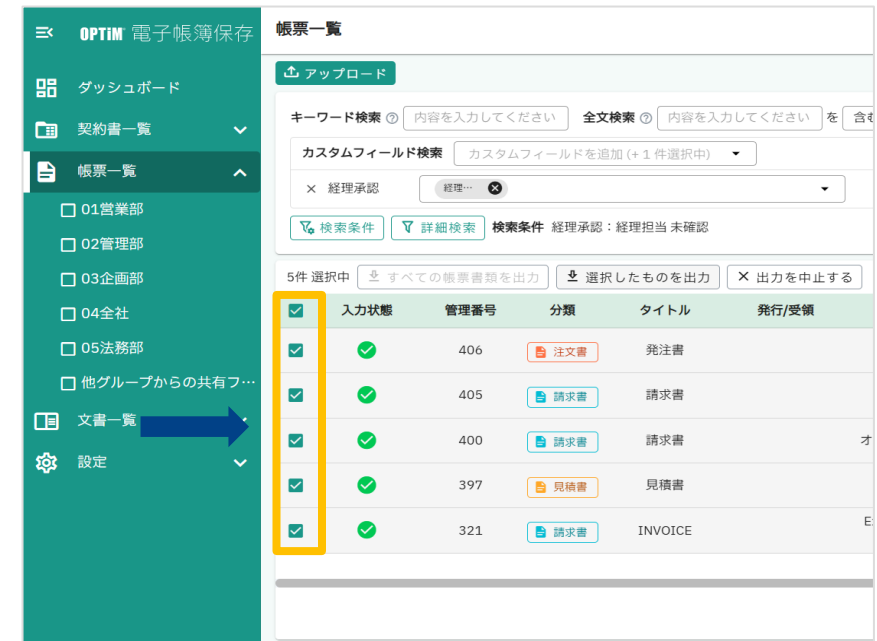 OPTiM 電子帳簿保存
帳票一覧
ダッシュボード
契約書一覧
帳票一覧
01営業部
02管理部
03企画部
04全社
05法務部
他グループからの共有フ…
文書一覧
設定
アップロード
キーワード検索 内容を入力してください 全文検索 内容を入力してください を
カスタムフィールド検索 カスタムフィールドを追加 (+ 1 件選択中)
× 経理承認 経理…
検索条件 詳細検索 検索条件 経理承認:経理担当 未確認
5件 選択中 すべての帳票書類を出力 選択したものを出力 × 出力を中止する
入力状態 管理番号 分類 タイトル 発行/受領
406 注文書 発注書
405 請求書 請求書
400 請求書 請求書 オ
397 見積書 見積書
321 請求書 INVOICE